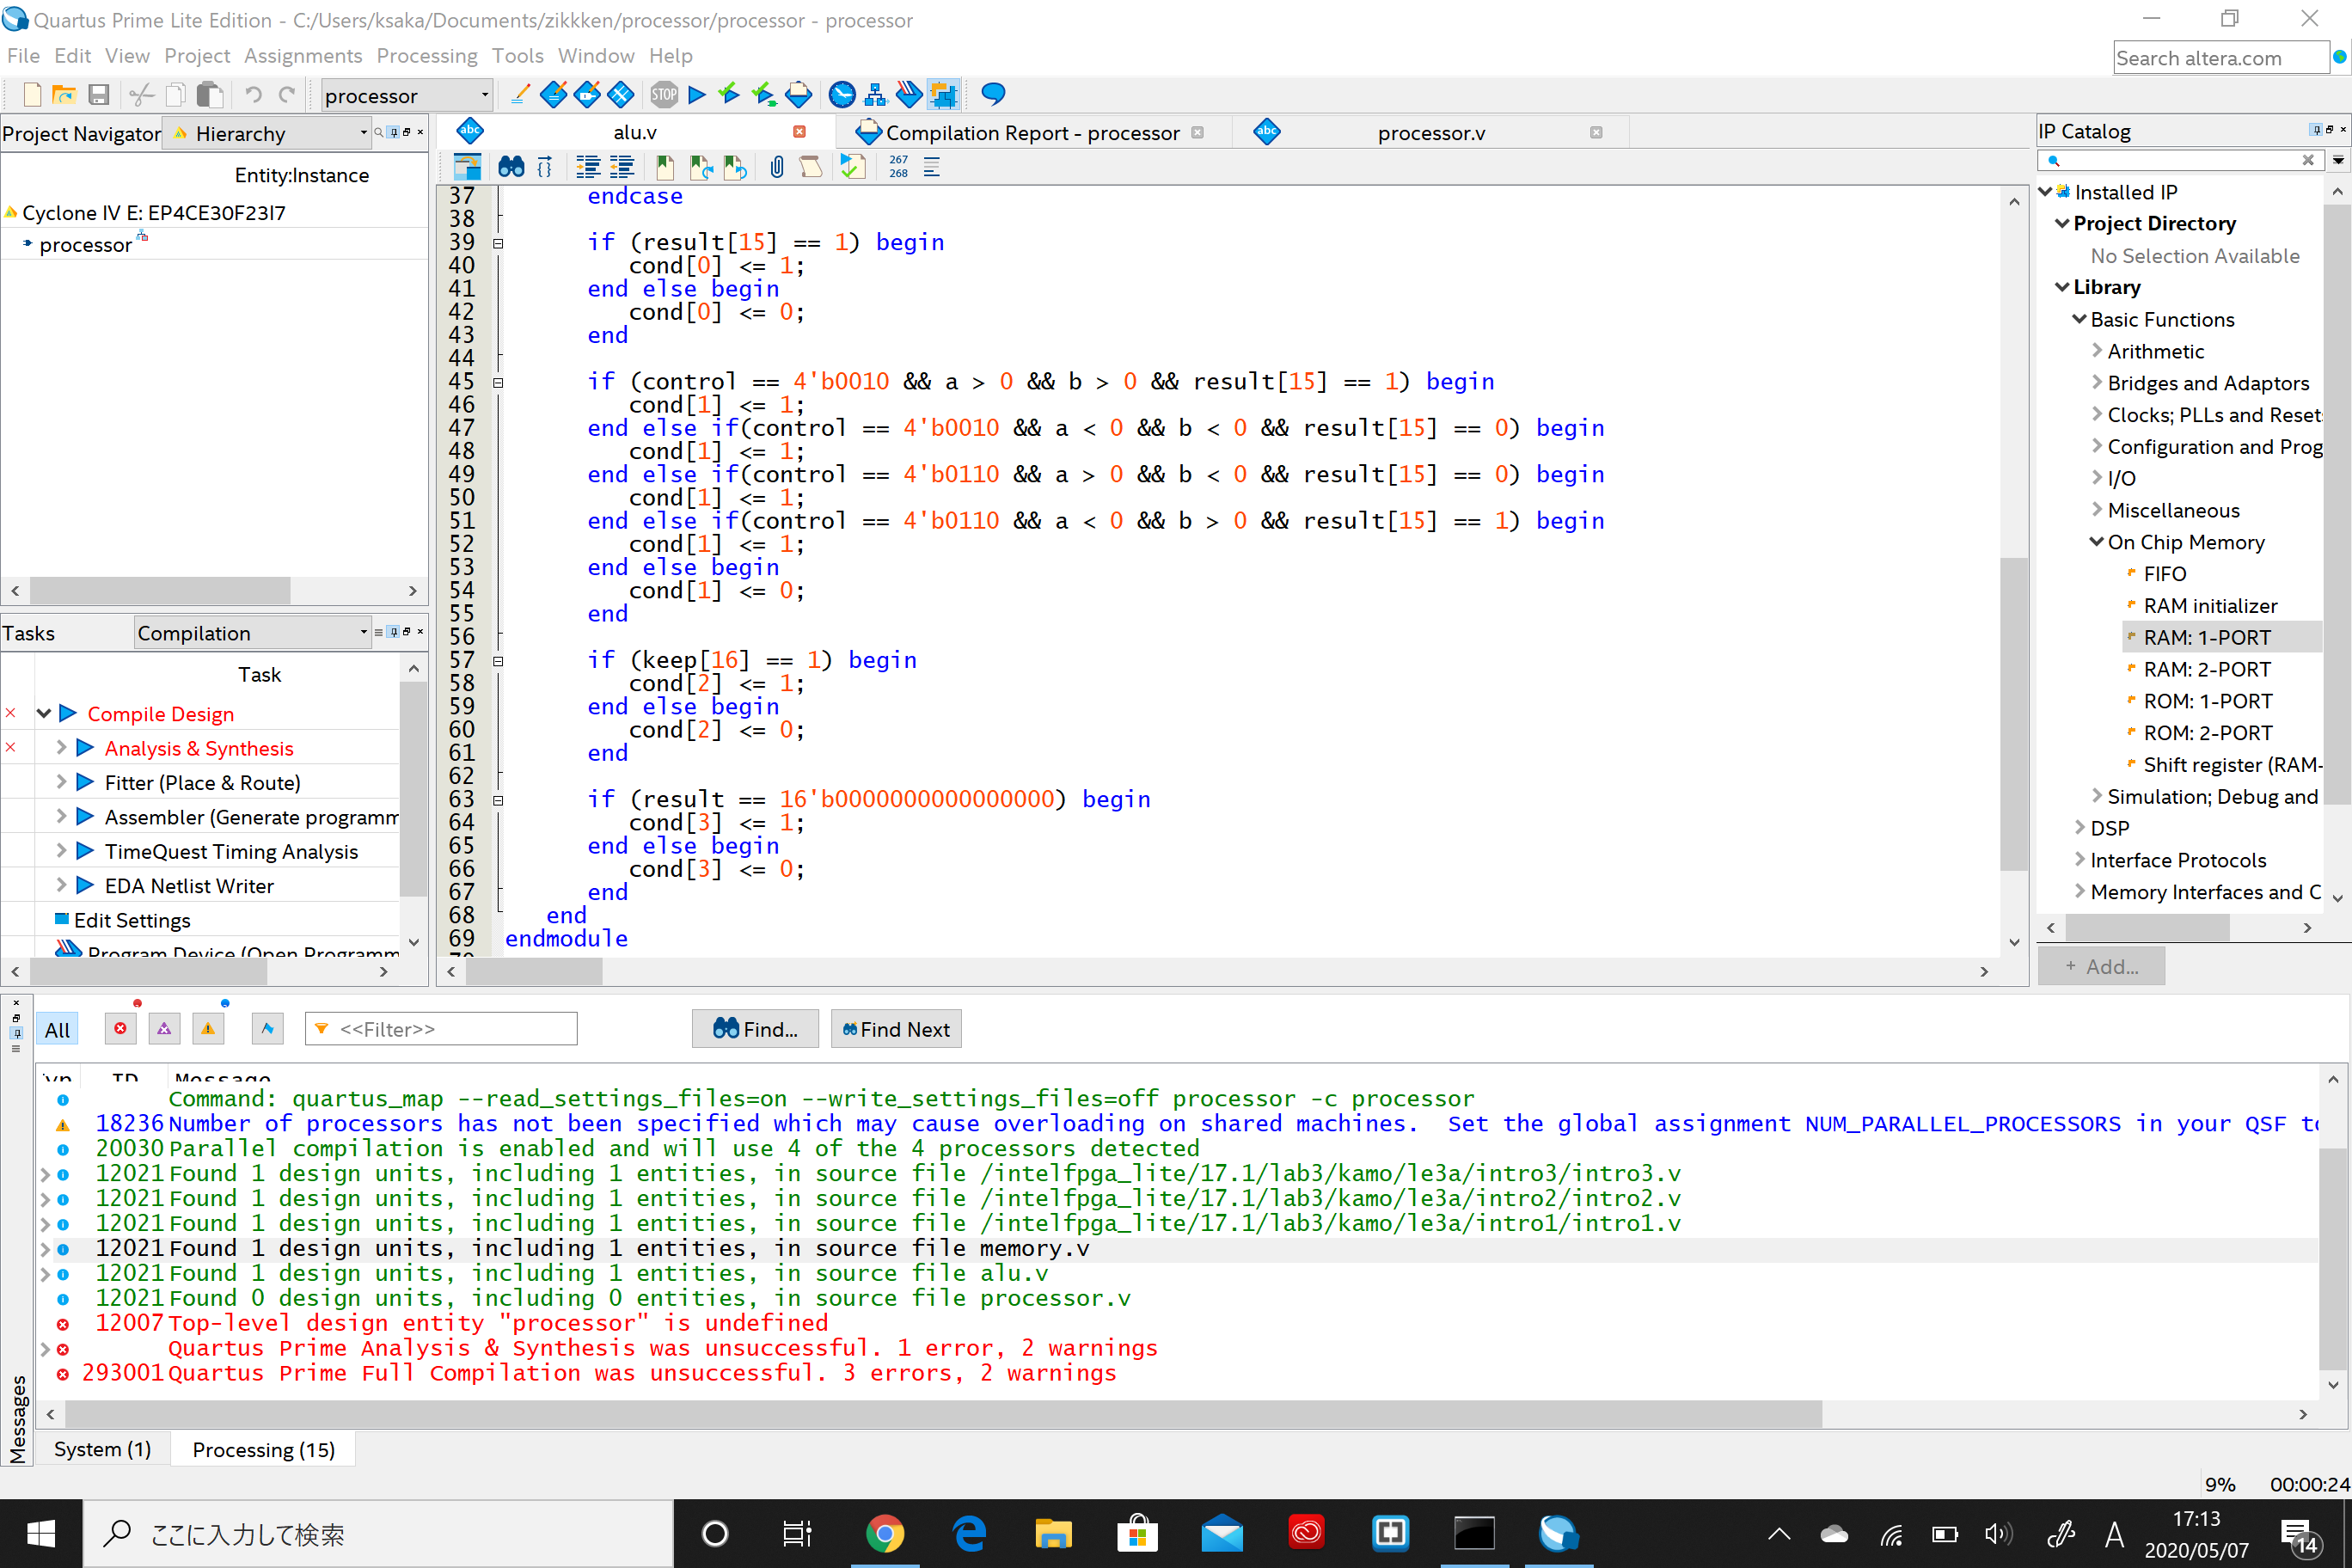 Quartus Prime Lite Edition - C:/Users/ksaka/Documents/zikkken/processor/processor - processor
File Edit View Project Assignments Processing Tools Window Help
Search altera.com
processor
STOP
Project Navigator
Hierarchy
Entity:Instance
Cyclone IV E: EP4CE30F23I7
processor
Tasks
Compilation
Task
Compile Design
Analysis & Synthesis
Fitter (Place & Route)
Assembler (Generate programm
TimeQuest Timing Analysis
EDA Netlist Writer
Edit Settings
Program Device (Open Programm
abc alu.v
Compilation Report - processor
abc processor.v
267
268
37 endcase
38
39 if (result[15] == 1) begin
40 cond[0] <= 1;
41 end else begin
42 cond[0] <= 0;
43 end
44
45 if (control == 4'b0010 && a > 0 && b > 0 && result[15] == 1) begin
46 cond[1] <= 1;
47 end else if(control == 4'b0010 && a < 0 && b < 0 && result[15] == 0) begin
48 cond[1] <= 1;
49 end else if(control == 4'b0110 && a > 0 && b < 0 && result[15] == 0) begin
50 cond[1] <= 1;
51 end else if(control == 4'b0110 && a < 0 && b > 0 && result[15] == 1) begin
52 cond[1] <= 1;
53 end else begin
54 cond[1] <= 0;
55 end
56
57 if (keep[16] == 1) begin
58 cond[2] <= 1;
59 end else begin
60 cond[2] <= 0;
61 end
62
63 if (result == 16'b0000000000000000) begin
64 cond[3] <= 1;
65 end else begin
66 cond[3] <= 0;
67 end
68 end
69 endmodule
IP Catalog
Installed IP
Project Directory
No Selection Available
Library
Basic Functions
Arithmetic
Bridges and Adaptors
Clocks; PLLs and Reset:
Configuration and Prog
I/O
Miscellaneous
On Chip Memory
FIFO
RAM initializer
RAM: 1-PORT
RAM: 2-PORT
ROM: 1-PORT
ROM: 2-PORT
Shift register (RAM-
Simulation; Debug and
DSP
Interface Protocols
Memory Interfaces and C
+ Add...
All
<<Filter>>
Find...
Find Next
ID Message
Command: quartus_map --read_settings_files=on --write_settings_files=off processor -c processor
18236 Number of processors has not been specified which may cause overloading on shared machines. Set the global assignment NUM_PARALLEL_PROCESSORS in your QSF to
20030 Parallel compilation is enabled and will use 4 of the 4 processors detected
12021 Found 1 design units, including 1 entities, in source file /intelfpga_lite/17.1/lab3/kamo/le3a/intro3/intro3.v
12021 Found 1 design units, including 1 entities, in source file /intelfpga_lite/17.1/lab3/kamo/le3a/intro2/intro2.v
12021 Found 1 design units, including 1 entities, in source file /intelfpga_lite/17.1/lab3/kamo/le3a/intro1/intro1.v
12021 Found 1 design units, including 1 entities, in source file memory.v
12021 Found 1 design units, including 1 entities, in source file alu.v
12021 Found 0 design units, including 0 entities, in source file processor.v
12007 Top-level design entity "processor" is undefined
Quartus Prime Analysis & Synthesis was unsuccessful. 1 error, 2 warnings
293001 Quartus Prime Full Compilation was unsuccessful. 3 errors, 2 warnings
Messages
System (1)
Processing (15)
9% 00:00:24
ここに入力して検索
A
17:13
2020/05/07
14